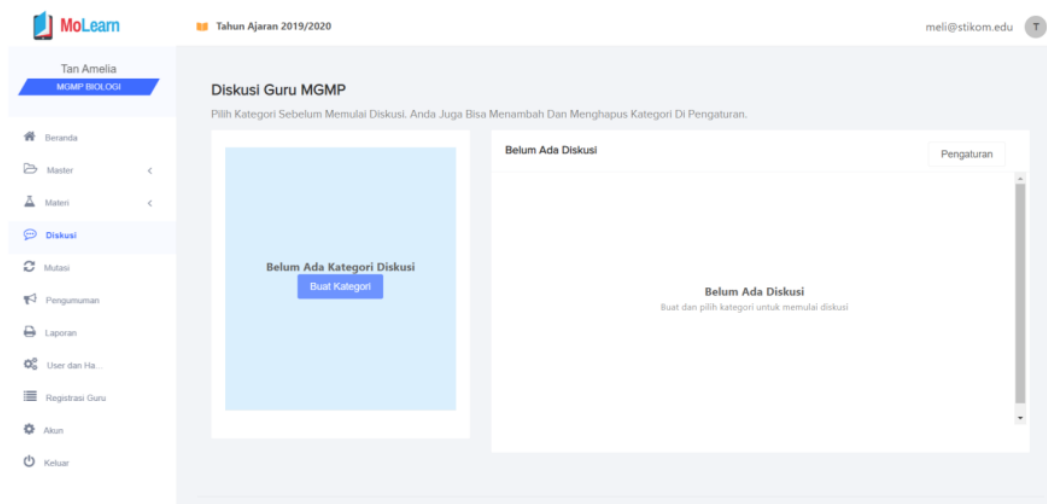 MoLearn
Tahun Ajaran 2019/2020
meli@stikom.edu
T
Tan Amelia
MGMP BIOLOGI
Beranda
Master
Materi
Diskusi
Mutasi
Pengumuman
Laporan
User dan Ha...
Registrasi Guru
Akun
Keluar
Diskusi Guru MGMP
Pilih Kategori Sebelum Memulai Diskusi. Anda Juga Bisa Menambah Dan Menghapus Kategori Di Pengaturan.
Belum Ada Kategori Diskusi
Buat Kategori
Belum Ada Diskusi
Pengaturan
Belum Ada Diskusi
Buat dan pilih kategori untuk memulai diskusi